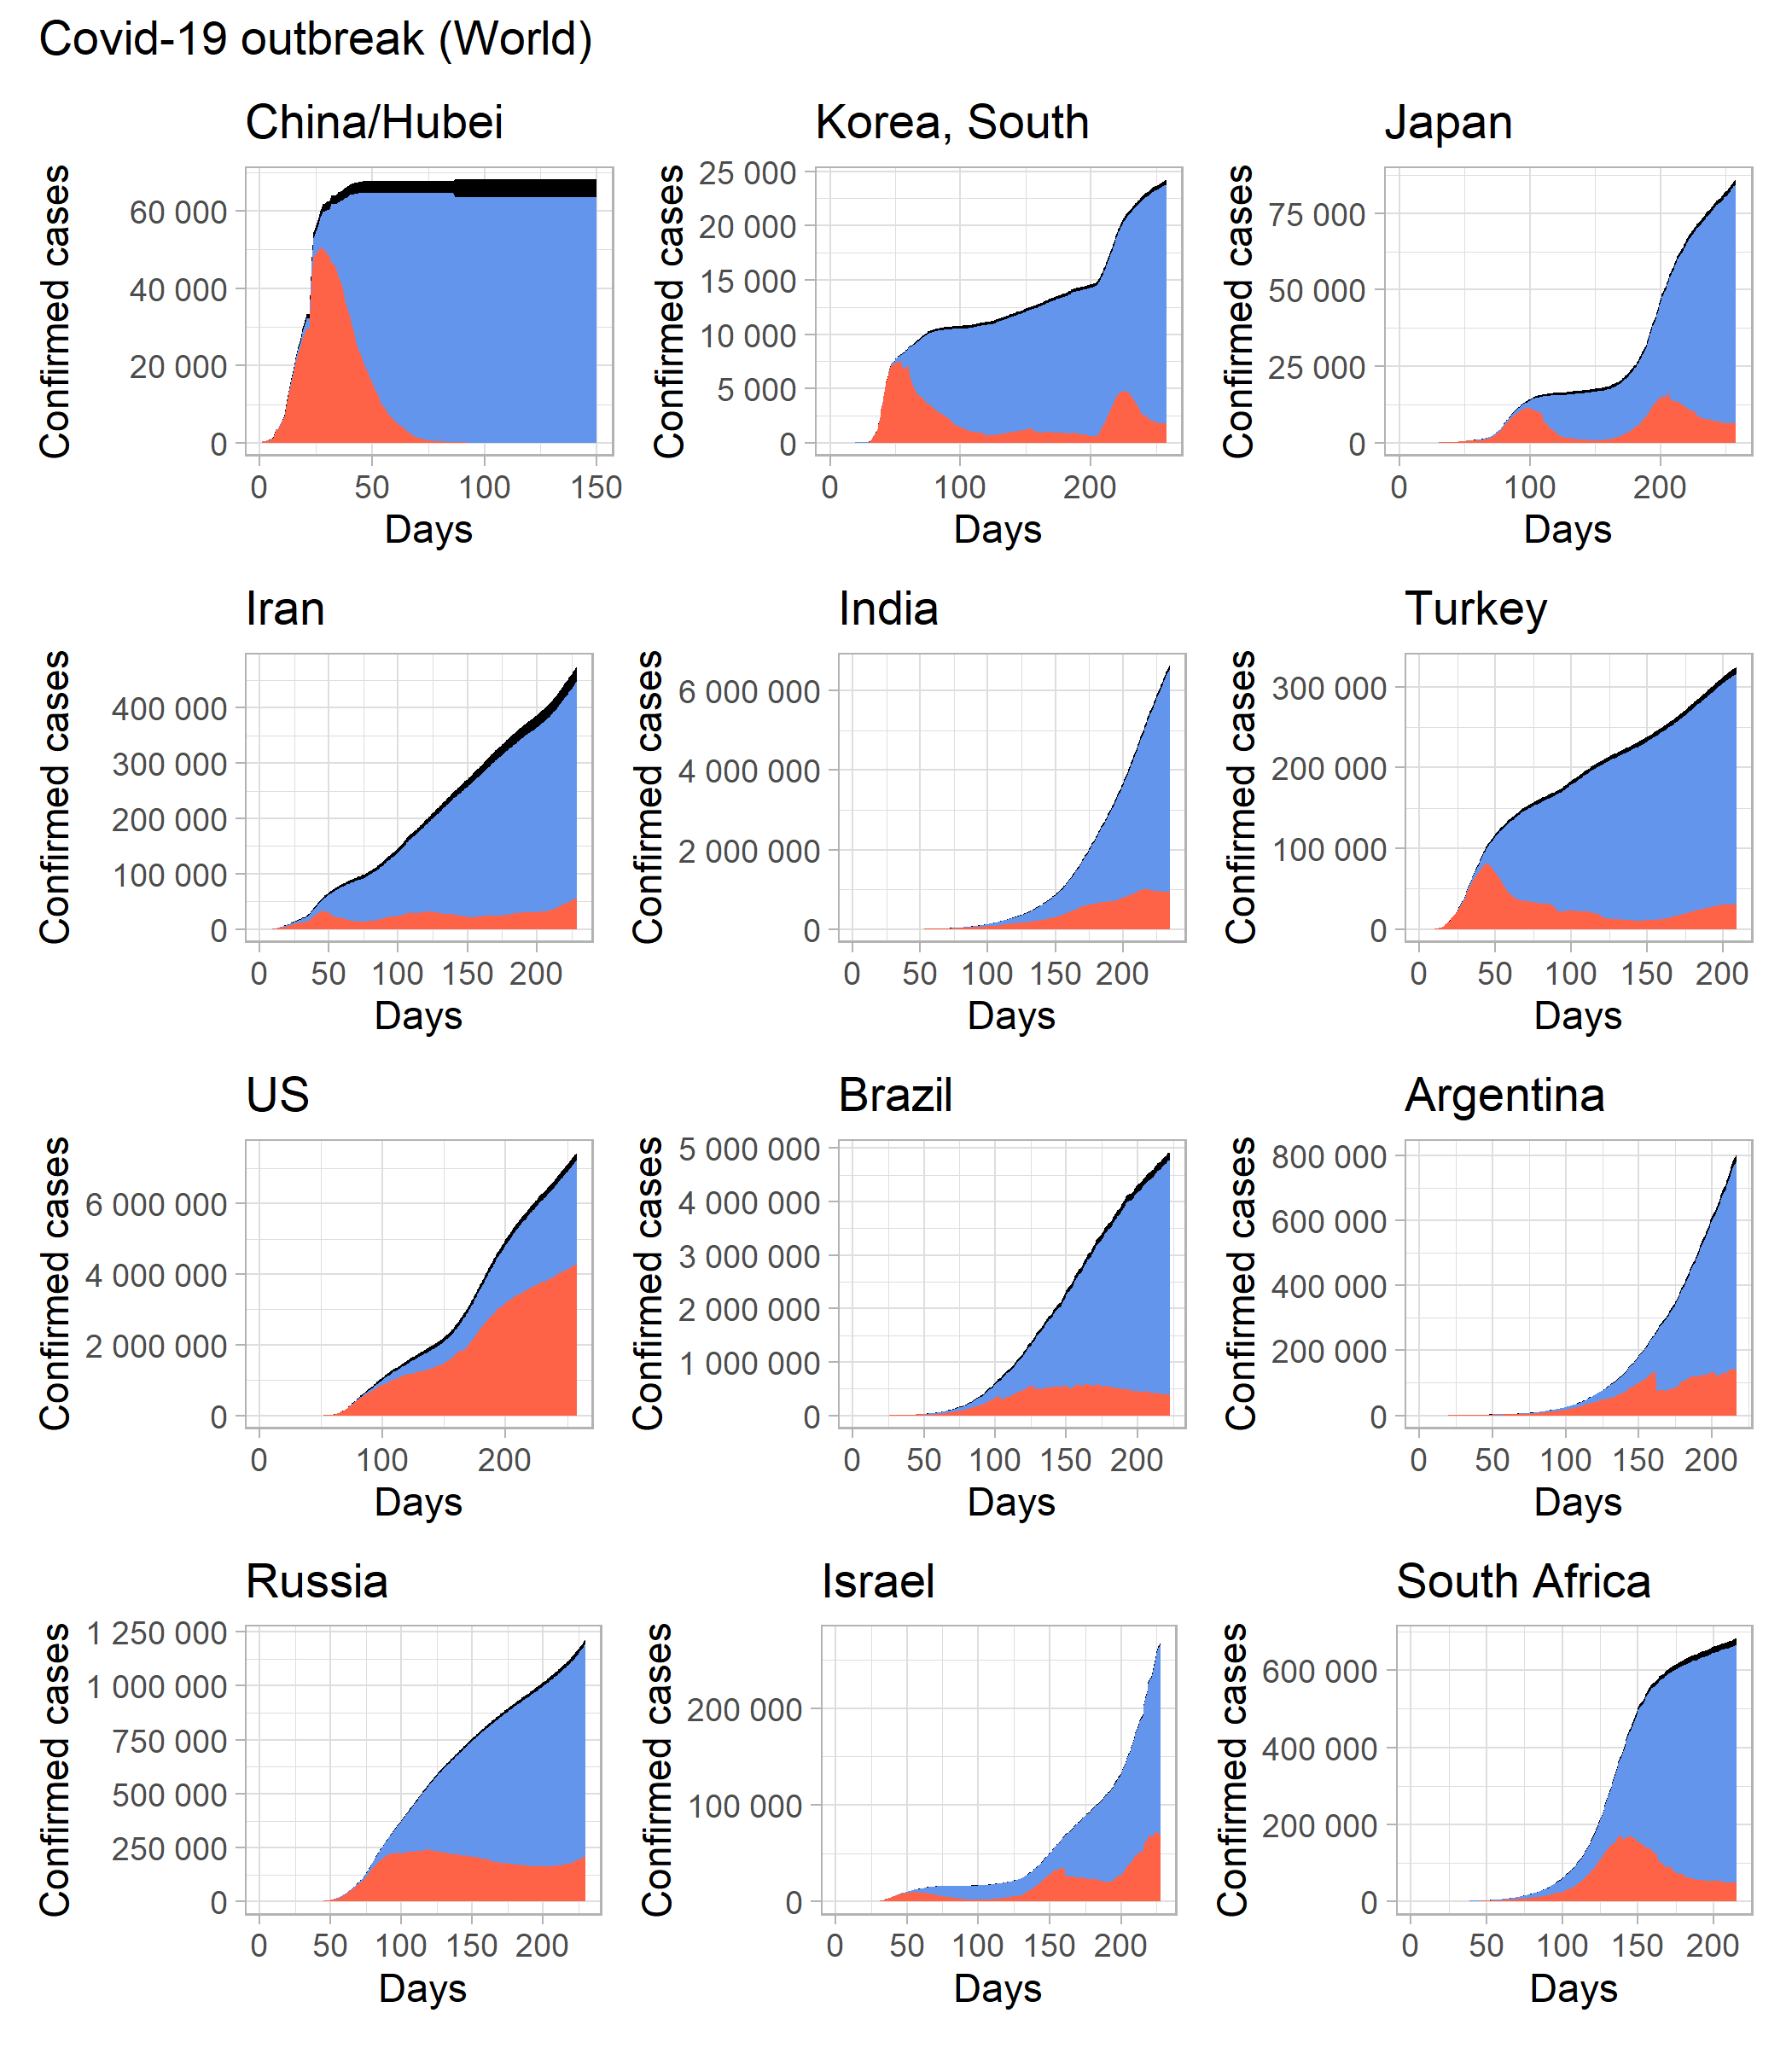 Covid-19 outbreak (World)
China/Hubei
Confirmed cases
60 000
40 000
20 000
0
0 50 100 150
Days
Korea, South
Confirmed cases
25 000
20 000
15 000
10 000
5 000
0
0 100 200
Days
Japan
Confirmed cases
75 000
50 000
25 000
0
0 100 200
Days
Iran
Confirmed cases
400 000
300 000
200 000
100 000
0
0 50 100 150 200
Days
India
Confirmed cases
6 000 000
4 000 000
2 000 000
0
0 50 100 150 200
Days
Turkey
Confirmed cases
300 000
200 000
100 000
0
0 50 100 150 200
Days
US
Confirmed cases
6 000 000
4 000 000
2 000 000
0
0 100 200
Days
Brazil
Confirmed cases
5 000 000
4 000 000
3 000 000
2 000 000
1 000 000
0
0 50 100 150 200
Days
Argentina
Confirmed cases
800 000
600 000
400 000
200 000
0
0 50 100 150 200
Days
Russia
Confirmed cases
1 250 000
1 000 000
750 000
500 000
250 000
0
0 50 100 150 200
Days
Israel
Confirmed cases
200 000
100 000
0
0 50 100 150 200
Days
South Africa
Confirmed cases
600 000
400 000
200 000
0
0 50 100 150 200
Days